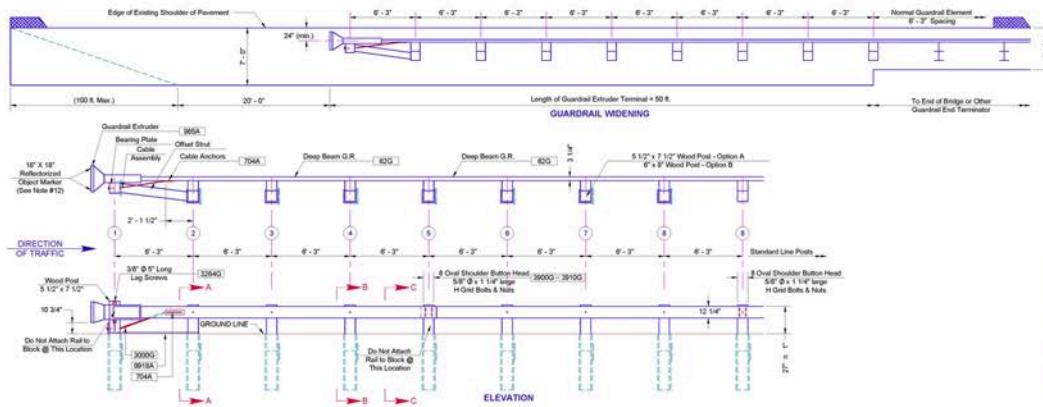 Edge of Existing Shoulder of Pavement
6' - 3"
6' - 3"
6' - 3"
6' - 3"
6' - 3"
6' - 3"
6' - 3"
6' - 3"
Normal Guardrail Element
6' - 3" Spacing
24" (min.)
7' - 0"
(100 ft. Max.)
20' - 0"
Length of Guardrail Extruder Terminal = 50 ft.
To End of Bridge or Other
Guardrail End Terminator
GUARDRAIL WIDENING
Guardrail Extruder
985A
Bearing Plate
Cable
Assembly
Offset Strut
Cable Anchors
704A
Deep Beam G.R.
62G
Deep Beam G.R.
62G
3 1/4"
5 1/2" x 7 1/2" Wood Post - Option A
6" x 8" Wood Post - Option B
18" X 18"
Reflectorized
Object Marker
(See Note #12)
2' - 1 1/2"
1
2
3
4
5
6
7
8
DIRECTION
OF TRAFFIC
6' - 3"
6' - 3"
6' - 3"
6' - 3"
6' - 3"
6' - 3"
6' - 3"
6' - 3"
Standard Line Posts
3/8" Ø 5" Long
Lag Screws
3264G
Wood Post
5 1/2" x 7 1/2"
A
B
C
8 Oval Shoulder Button Head
5/8" Ø x 1 1/4" large
H Grid Bolts & Nuts
3900G - 3910G
8 Oval Shoulder Button Head
5/8" Ø x 1 1/4" large
H Grid Bolts & Nuts
10 3/4"
12 1/4"
GROUND LINE
Do Not Attach
Rail to
Block @ This
Location
Do Not Attach
Rail to Block @
This Location
3000G
9918A
704A
A
B
C
ELEVATION